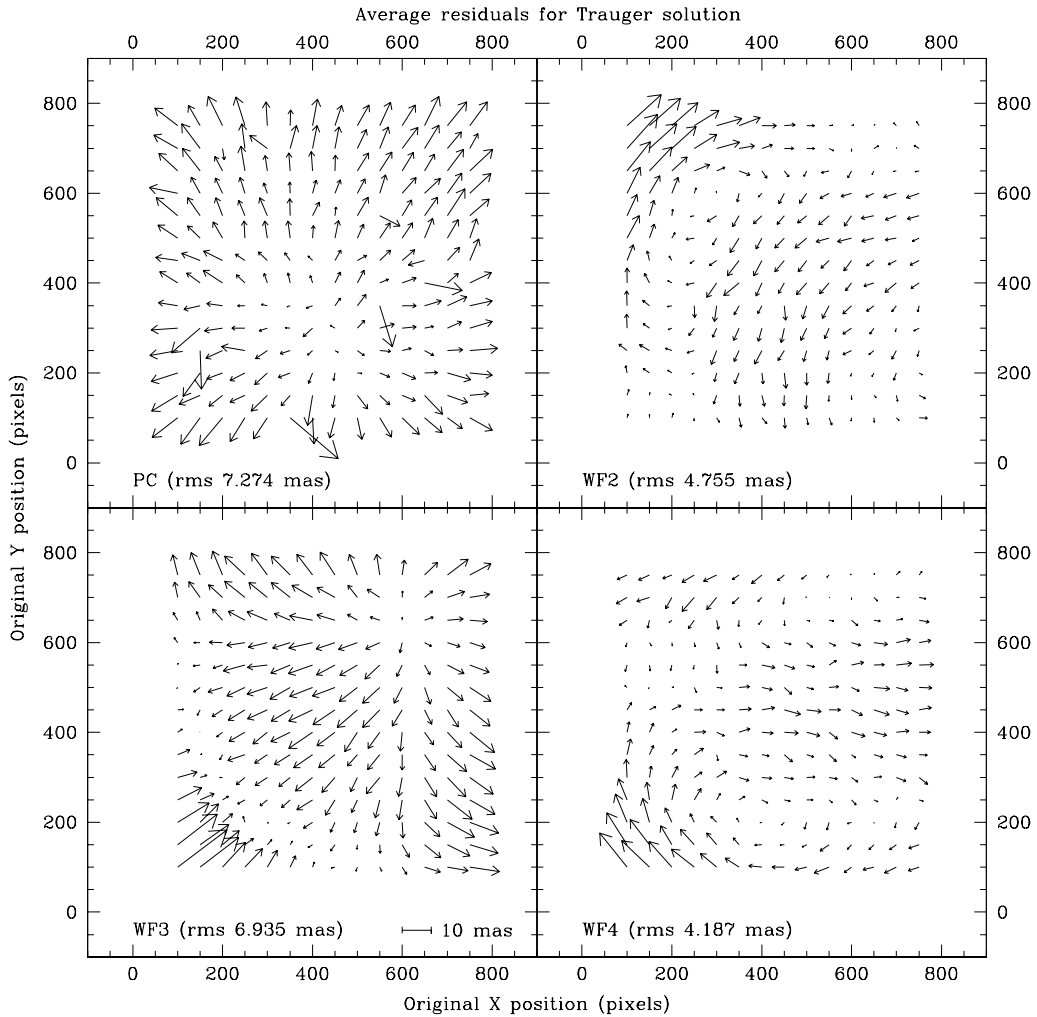 Average residuals for Trauger solution
0 200 400 600 800 0 200 400 600 800
800 800
600 600
400 400
200 200
0 0
PC (rms 7.274 mas) WF2 (rms 4.755 mas)
Original Y position (pixels)
800 800
600 600
400 400
200 200
0 0
WF3 (rms 6.935 mas) 10 mas WF4 (rms 4.187 mas)
0 200 400 600 800 0 200 400 600 800
Original X position (pixels)